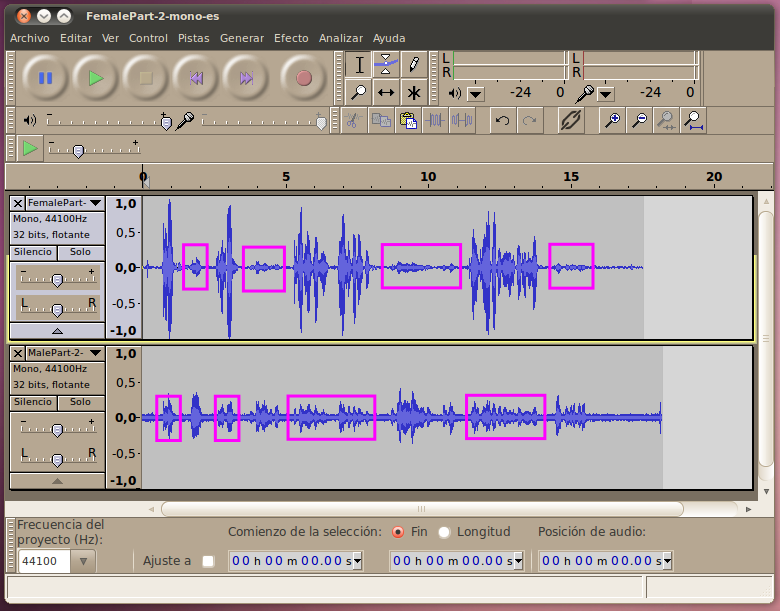 FemalePart-2-mono-es
Archivo Editar Ver Control Pistas Generar Efecto Analizar Ayuda
L
R
-24 0
L
R
-24 0
- +
- +
- +
0 5 10 15 20
FemalePart-
Mono, 44100Hz
32 bits, flotante
Silencio Solo
- +
L R
1,0
0,5-
0,0-
-0,5-
-1,0
MalePart-2-
Mono, 44100Hz
32 bits, flotante
Silencio Solo
- +
L R
1,0
0,5-
0,0-
-0,5-
-1,0
Frecuencia del
proyecto (Hz):
44100
Ajuste a
Comienzo de la selección: Fin Longitud
00 h 00 m 00.00 s
00 h 00 m 00.00 s
Posición de audio:
00 h 00 m 00.00 s